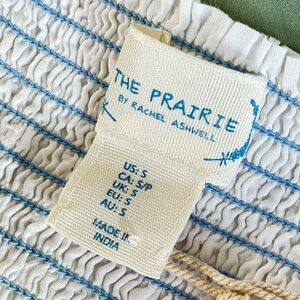 THE PRAIRIE
BY RACHEL ASHWELL
US: S
CA: S/P
UK: S
EU: S
AU: S
MADE IN
INDIA